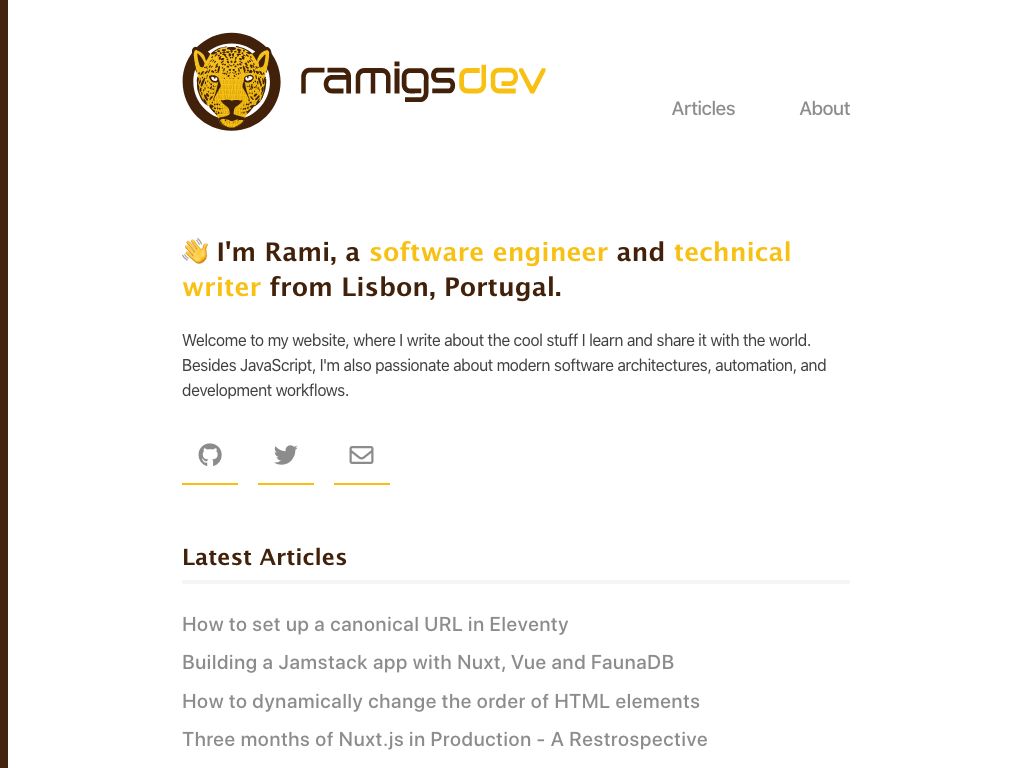 ramigsdev
Articles
About
👋 I'm Rami, a software engineer and technical
writer from Lisbon, Portugal.
Welcome to my website, where I write about the cool stuff I learn and share it with the world.
Besides JavaScript, I'm also passionate about modern software architectures, automation, and
development workflows.
Latest Articles
How to set up a canonical URL in Eleventy
Building a Jamstack app with Nuxt, Vue and FaunaDB
How to dynamically change the order of HTML elements
Three months of Nuxt.js in Production - A Restrospective